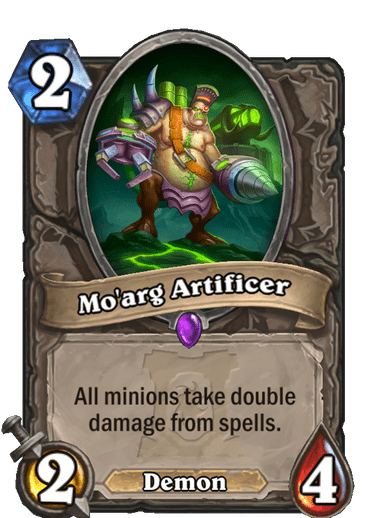 2
Mo'arg Artificer
All minions take double
damage from spells.
2
Demon
4